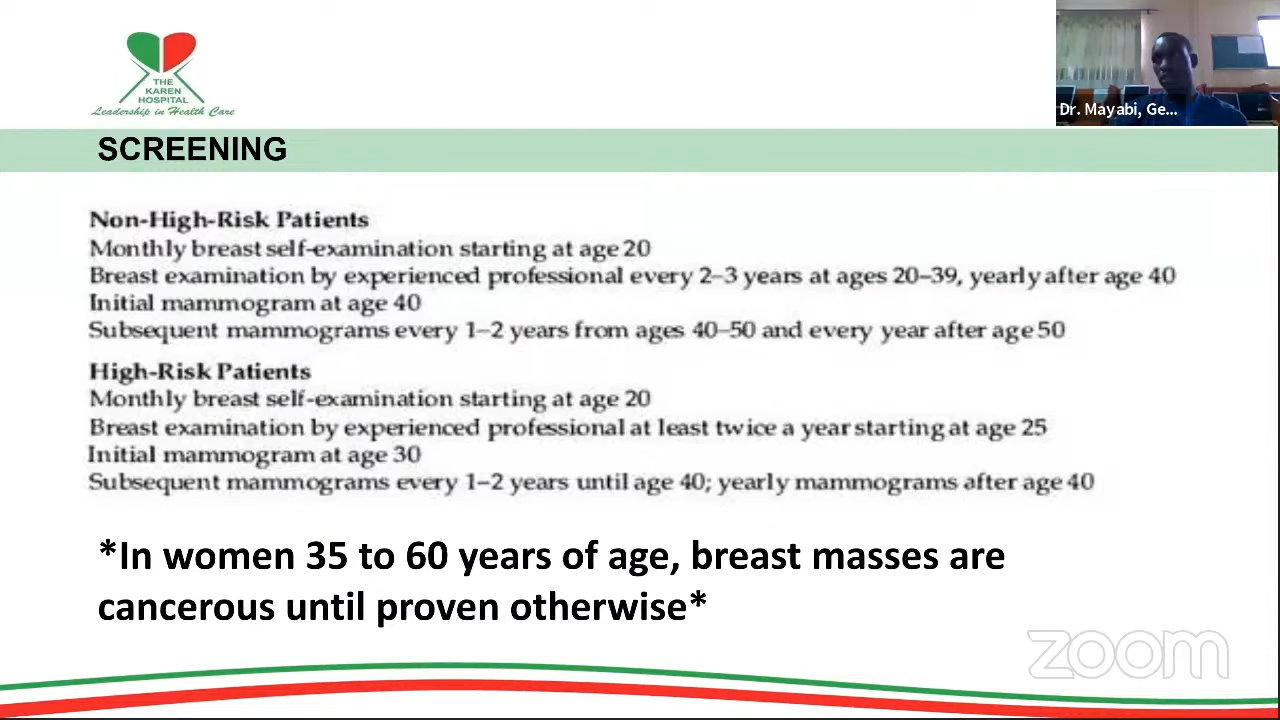 THE
KAREN
HOSPITAL
Leadership in Health Care
Dr. Mayabi, Ge...
SCREENING
Non-High-Risk Patients
Monthly breast self-examination starting at age 20
Breast examination by experienced professional every 2–3 years at ages 20–39, yearly after age 40
Initial mammogram at age 40
Subsequent mammograms every 1–2 years from ages 40–50 and every year after age 50
High-Risk Patients
Monthly breast self-examination starting at age 20
Breast examination by experienced professional at least twice a year starting at age 25
Initial mammogram at age 30
Subsequent mammograms every 1–2 years until age 40; yearly mammograms after age 40
*In women 35 to 60 years of age, breast masses are
cancerous until proven otherwise*
zoom